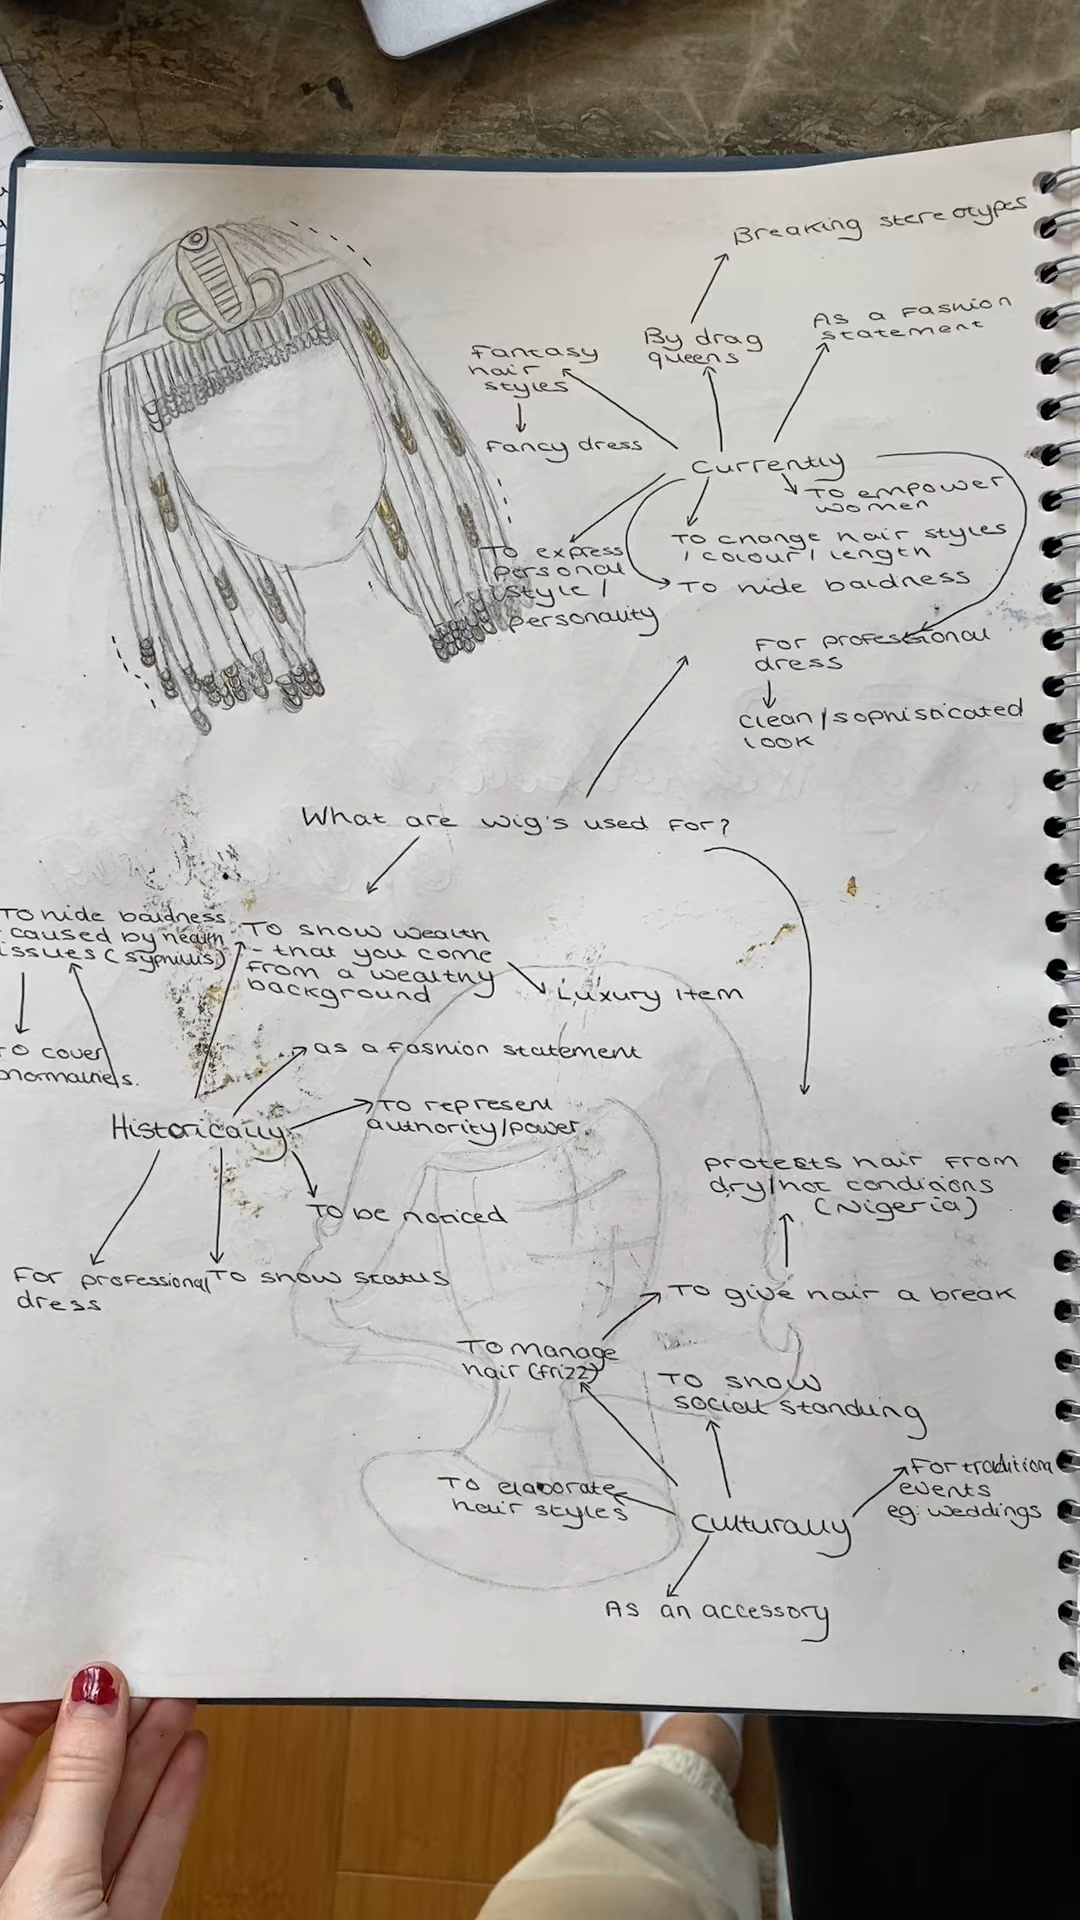 Breaking stereotypes
As a fashion
statement
By drag
queens
Fantasy
hair
styles
Fancy dress
Currently
To empower
women
To change hair styles
/ colour / length
To hide baldness
To express
personal
style /
personality
For professional
dress
clean/sophisticated
look
What are wig's used for?
To hide baldness
caused by health
issues (syphilis)
To cover
To show wealth
- that you come
from a wealthy
background
Luxury item
as a fashion statement
Historically
To represent
authority/power
To be noticed
For professional
dress
To show status
protects hair from
dry/hot conditions
(Nigeria)
To give hair a break
To manage
hair (frizz)
To show
social standing
For traditional
events
eg: weddings
To elaborate
hair styles
Culturally
As an accessory